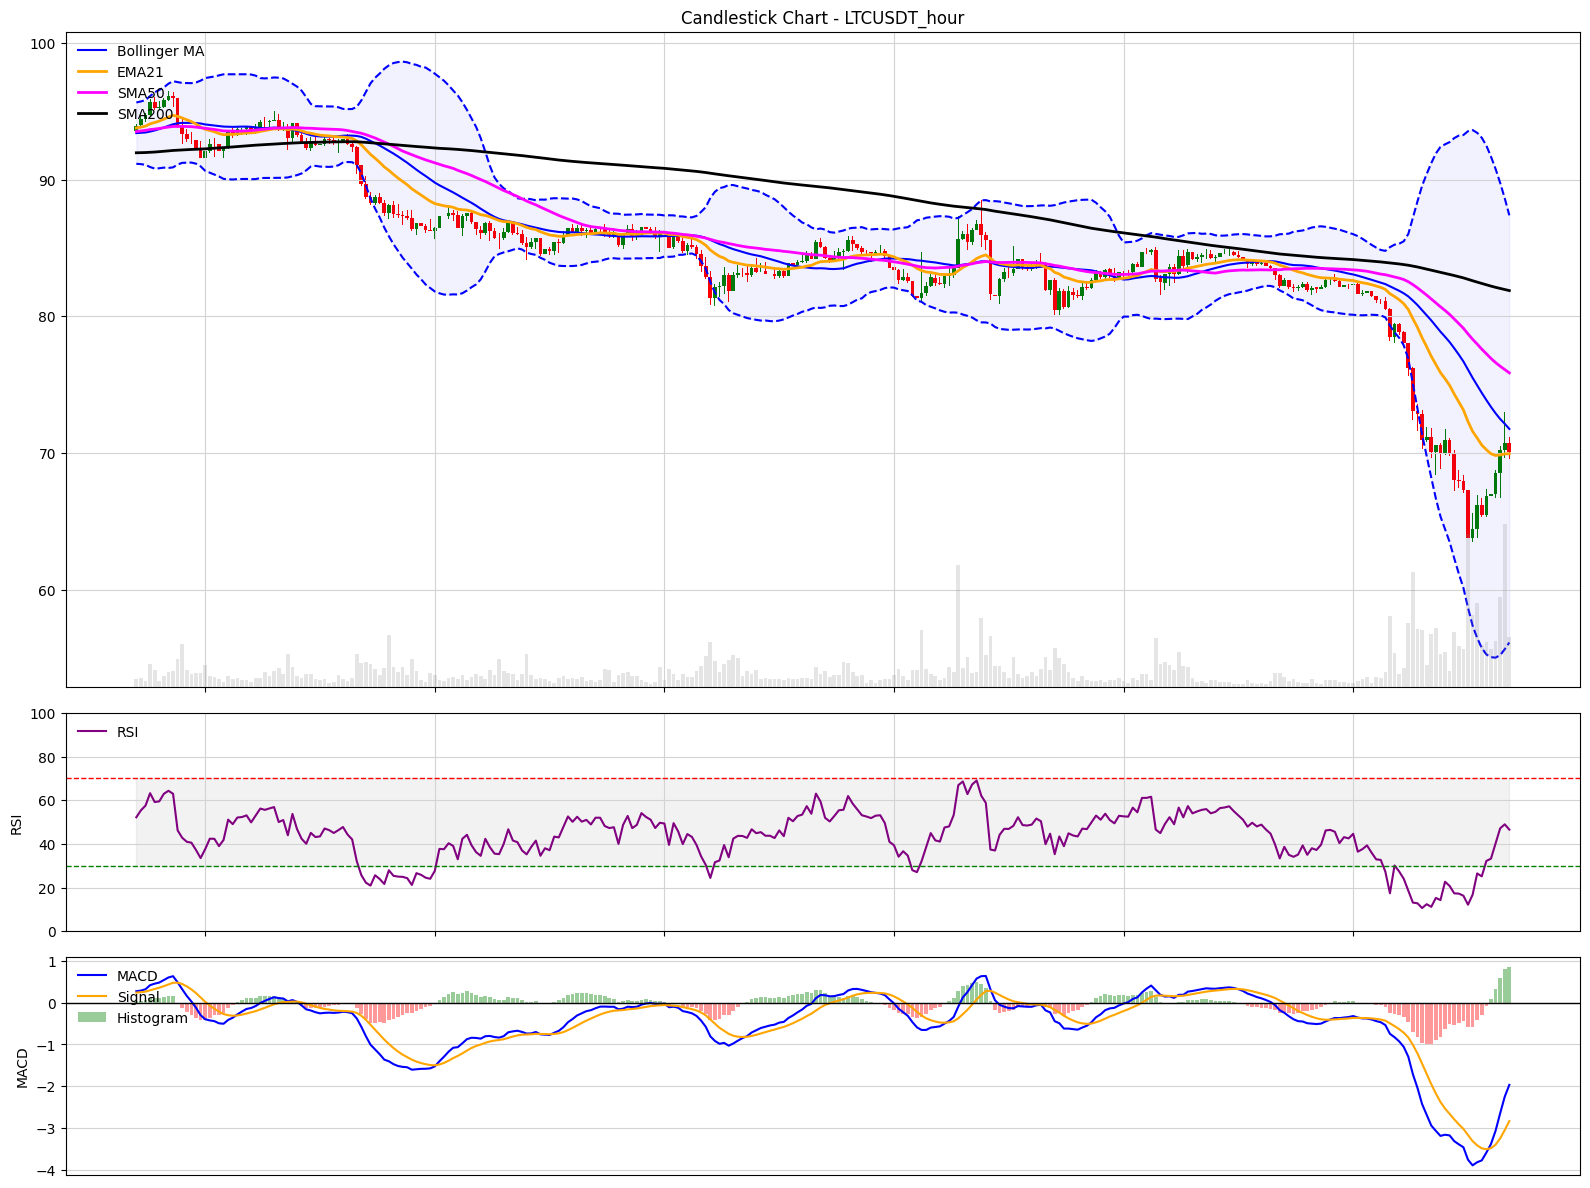 Candlestick Chart - LTCUSDT_hour
100
90
80
70
60
Bollinger MA
EMA21
SMA50
SMA200
100
80
60
40
20
0
RSI
RSI
1
0
−1
−2
−3
−4
MACD
MACD
Signal
Histogram